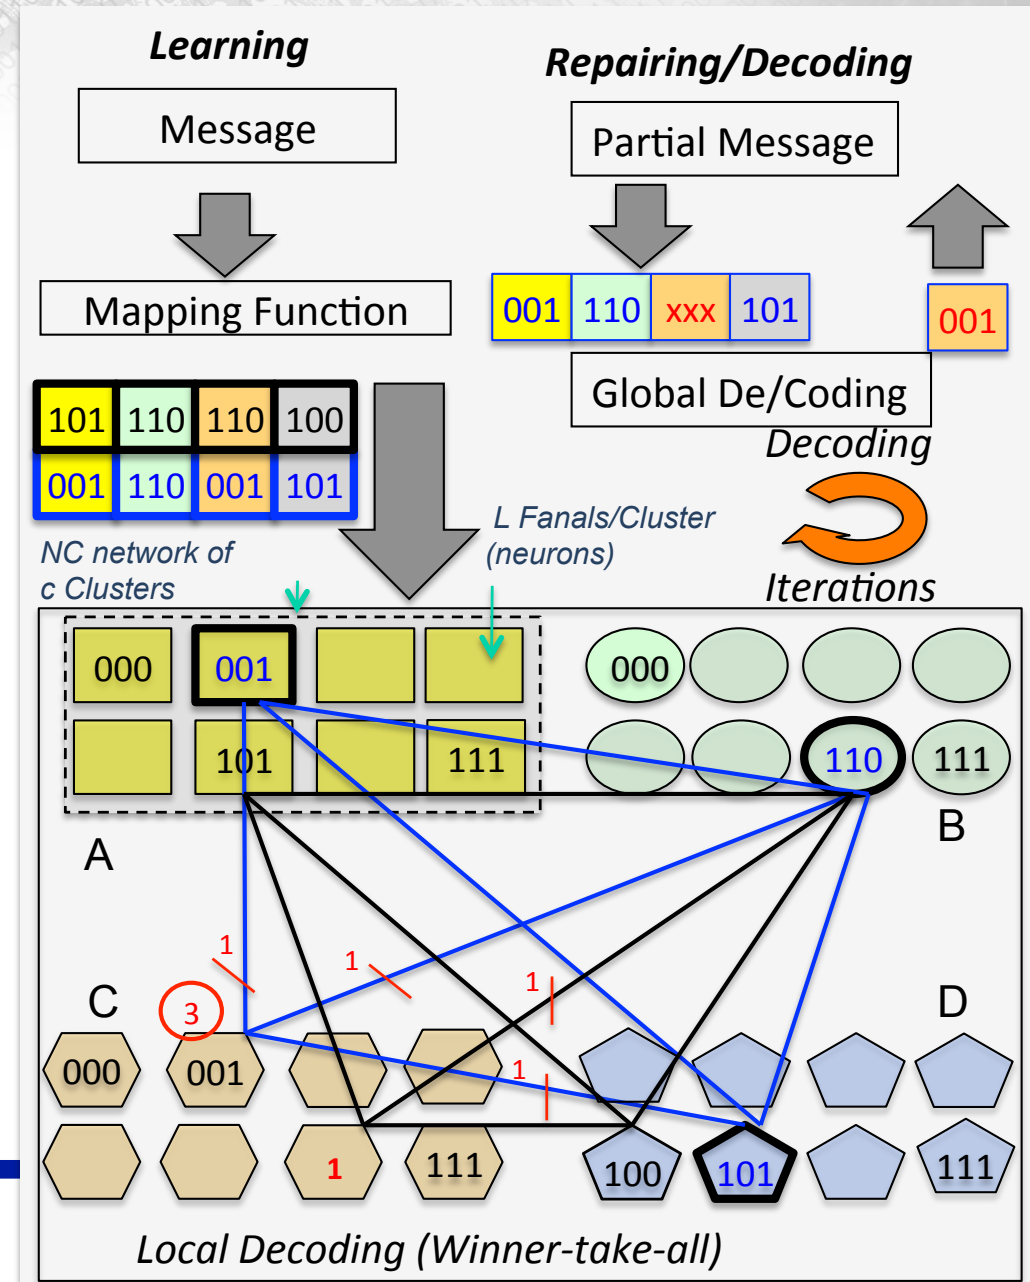 Learning
Message
Mapping Function
101 110 110 100
001 110 001 101
Repairing/Decoding
Partial Message
001 110 xxx 101
001
Global De/Coding
Decoding
Iterations
NC network of
c Clusters
L Fanals/Cluster
(neurons)
000 001
101 111
A
000
110 111
B
1 1 1
1
C
3
000 001
1 111
D
100 101 111
Local Decoding (Winner-take-all)